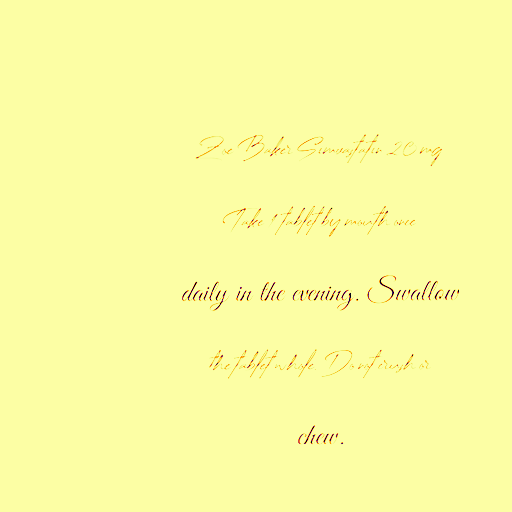 Zoe Baker Simvastatin 20 mg
Take 1 tablet by mouth once
daily in the evening. Swallow
the tablet whole. Do not crush or
chew.